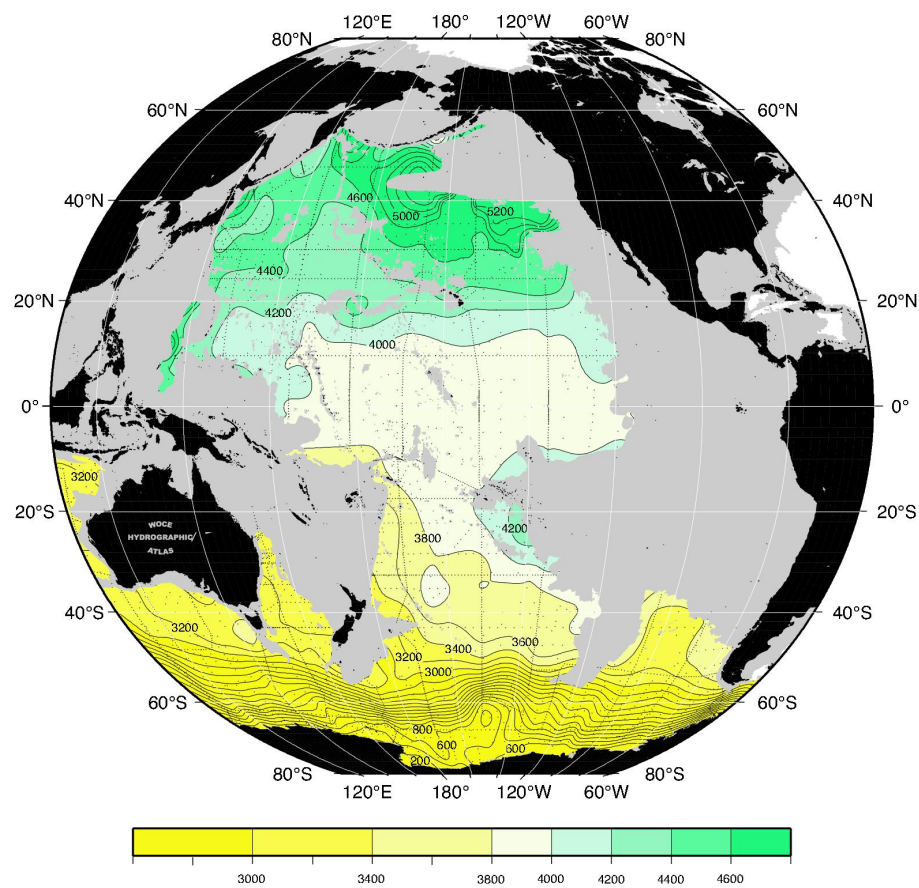 120°E 180° 120°W 60°W
80°N 80°N
60°N 60°N
40°N 40°N
4600
5000
5200
4400
20°N 20°N
4200
4000
0° 0°
3200
20°S 20°S
WOCE
HYDROGRAPHIC
ATLAS
4200
3800
40°S 40°S
3200
3600
3400
3200
3000
60°S 60°S
800
600
600
200
80°S 80°S
120°E 180° 120°W 60°W
3000 3400 3800 4000 4200 4400 4600